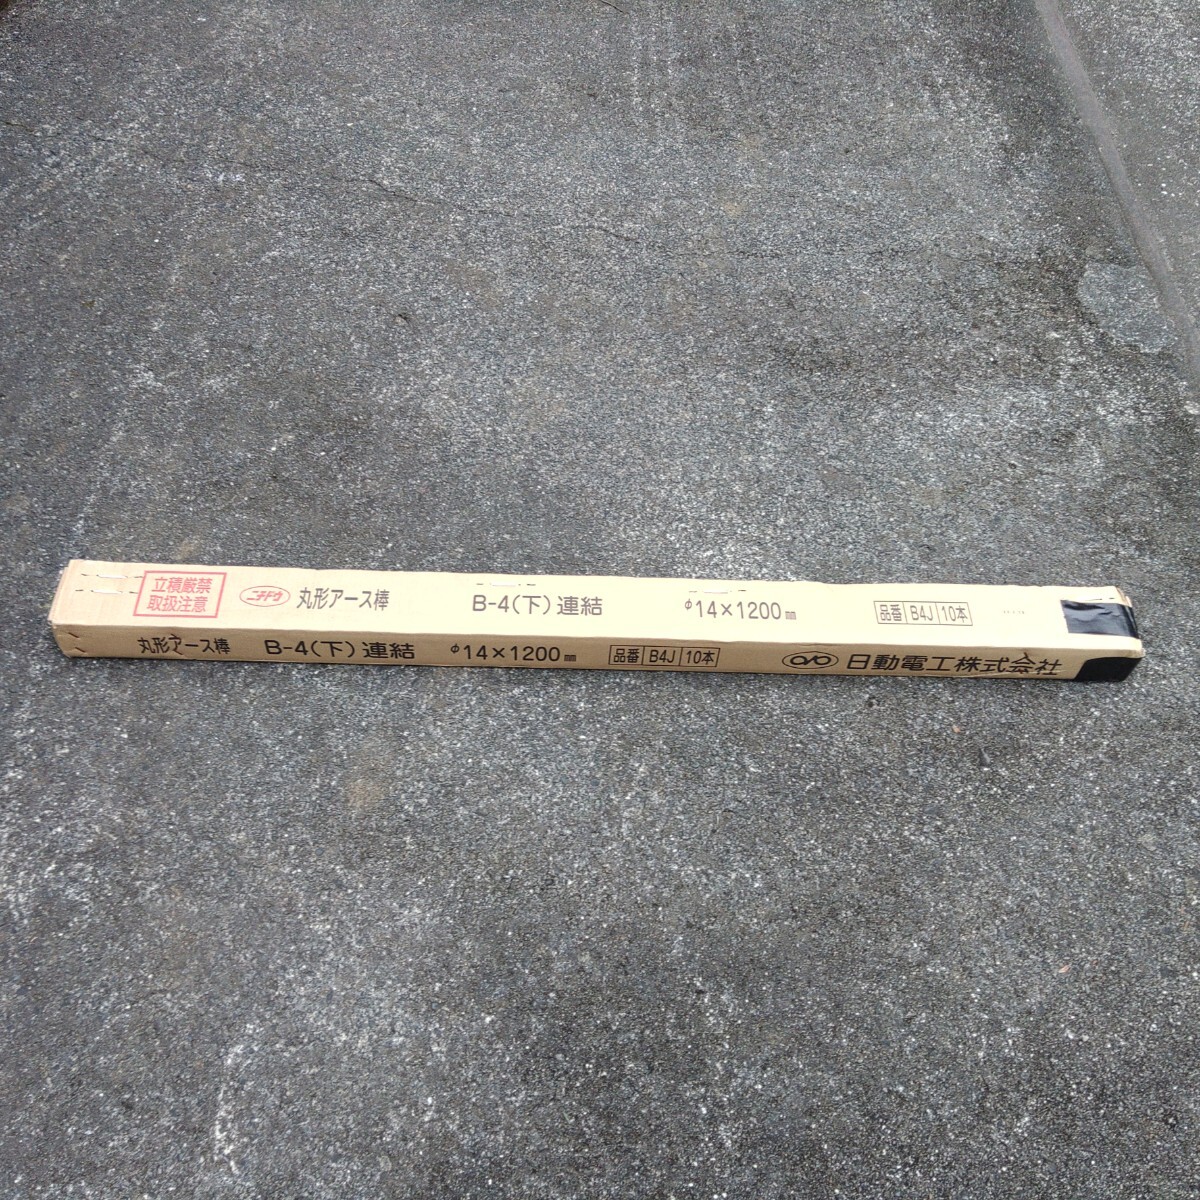 立積厳禁
取扱注意
ニチドウ 丸形アース棒 B-4(下)連結 φ14×1200㎜ 品番 B4J 10本
丸形アース棒 B-4(下)連結 φ14×1200㎜ 品番 B4J 10本 日動電工株式会社